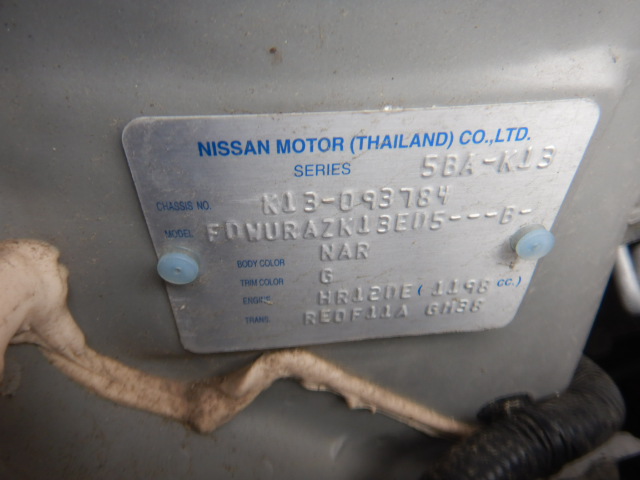 NISSAN MOTOR (THAILAND) CO.,LTD.
SERIES 5BA-K13
CHASSIS NO. K13-093784
MODEL FDWURAZK13ED5---B-
BODY COLOR NAR
TRIM COLOR G
ENGINE HR12DE ( 1198 cc.)
TRANS. RE0F11A GH38